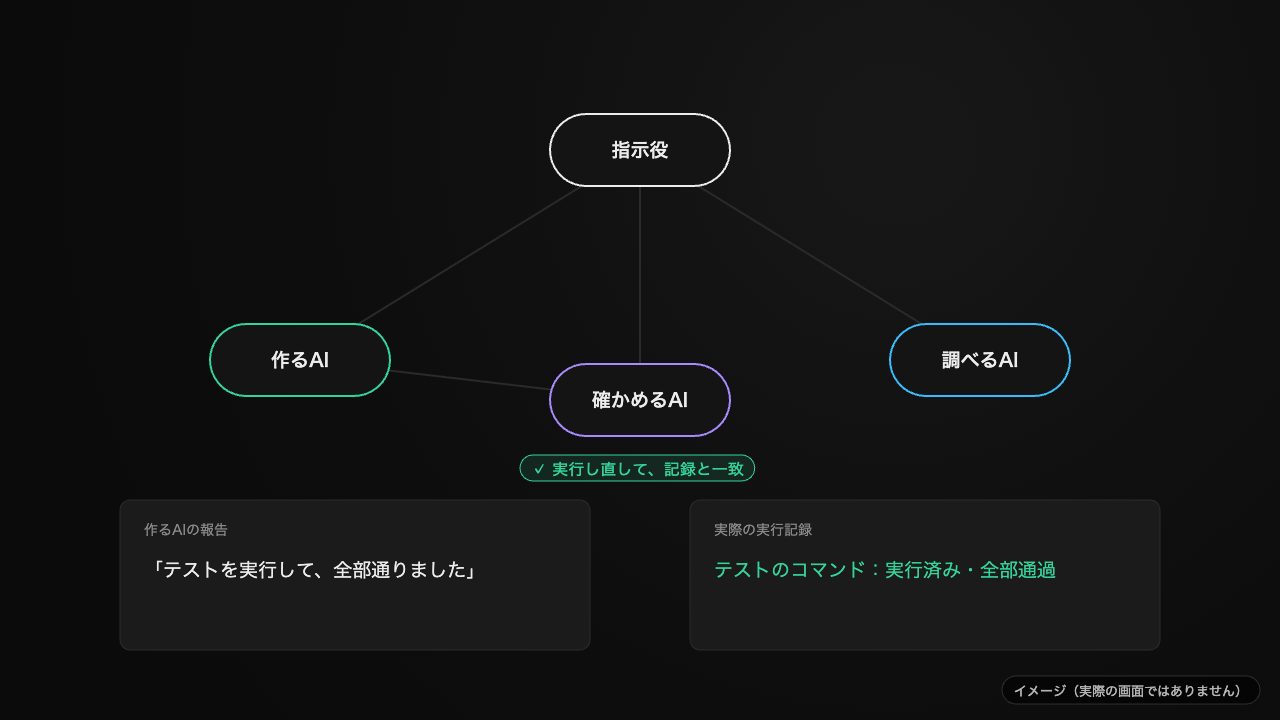 指示役
作るAI
確かめるAI
調べるAI
✓ 実行し直して、記録と一致
作るAIの報告
「テストを実行して、全部通りました」
実際の実行記録
テストのコマンド：実行済み・全部通過
イメージ（実際の画面ではありません）